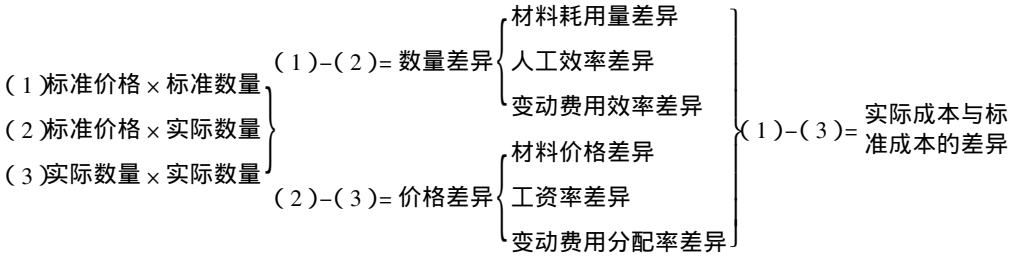 (1)标准价格×标准数量
(2)标准价格×实际数量
(3)实际数量×实际数量
(1)-(2)=数量差异
材料耗用量差异
人工效率差异
变动费用效率差异
(2)-(3)=价格差异
材料价格差异
工资率差异
变动费用分配率差异
(1)-(3)=
实际成本与标
准成本的差异